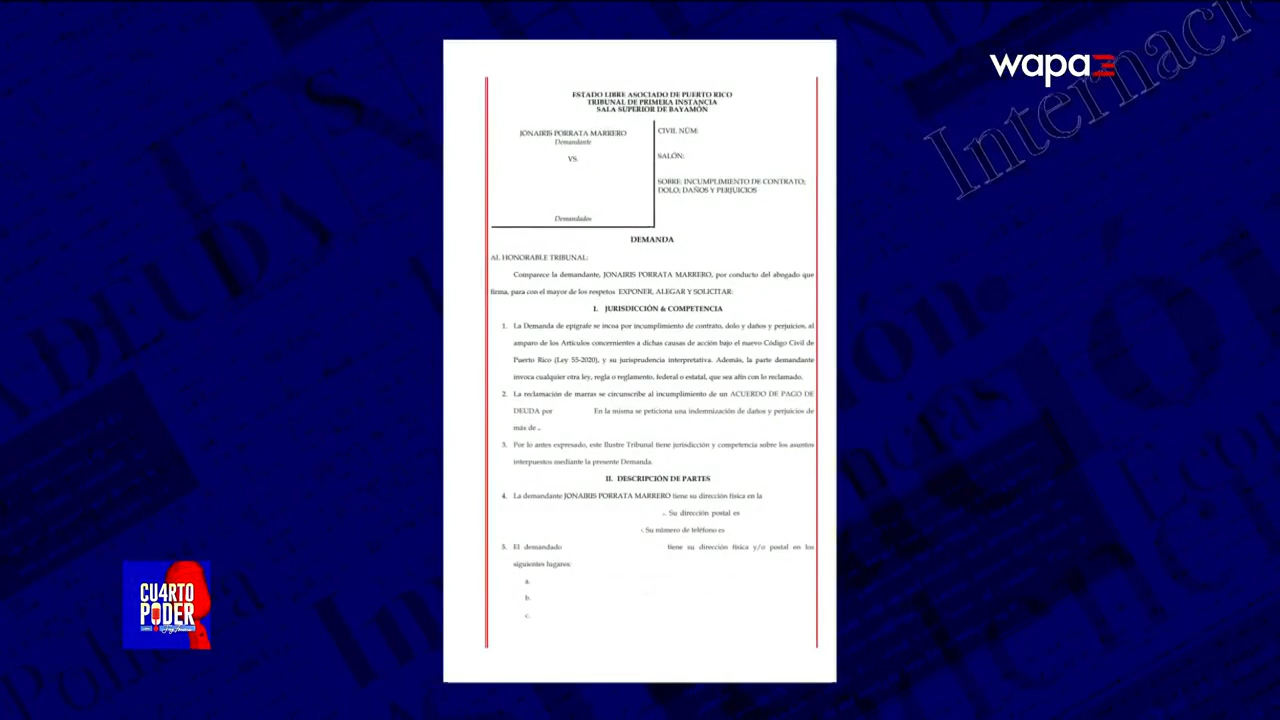 wapa
Internaci
ESTADO LIBRE ASOCIADO DE PUERTO RICO
TRIBUNAL DE PRIMERA INSTANCIA
SALA SUPERIOR DE BAYAMÓN
JONAIRIS PORRATA MARRERO
Demandante
VS.
Demandados
CIVIL NÚM:
SALÓN:
SOBRE: INCUMPLIMIENTO DE CONTRATO;
DOLO; DAÑOS Y PERJUICIOS
DEMANDA
AL HONORABLE TRIBUNAL:
Comparece la demandante, JONAIRIS PORRATA MARRERO, por conducto del abogado que
firma, para con el mayor de los respetos EXPONER, ALEGAR Y SOLICITAR:
I. JURISDICCIÓN & COMPETENCIA
1. La Demanda de epígrafe se incoa por incumplimiento de contrato, dolo y daños y perjuicios, al
amparo de los Artículos concernientes a dichas causas de acción bajo el nuevo Código Civil de
Puerto Rico (Ley 55-2020), y su jurisprudencia interpretativa. Además, la parte demandante
invoca cualquier otra ley, regla o reglamento, federal o estatal, que sea afín con lo reclamado.
2. La reclamación de marras se circunscribe al incumplimiento de un ACUERDO DE PAGO DE
DEUDA por En la misma se peticiona una indemnización de daños y perjuicios de
más de
3. Por lo antes expresado, este Ilustre Tribunal tiene jurisdicción y competencia sobre los asuntos
interpuestos mediante la presente Demanda.
II. DESCRIPCIÓN DE PARTES
4. La demandante JONAIRIS PORRATA MARRERO tiene su dirección física en la
. Su dirección postal es
. Su número de teléfono es
5. El demandado tiene su dirección física y/o postal en los
siguientes lugares:
a.
b.
c.
CU4RTO
PODER